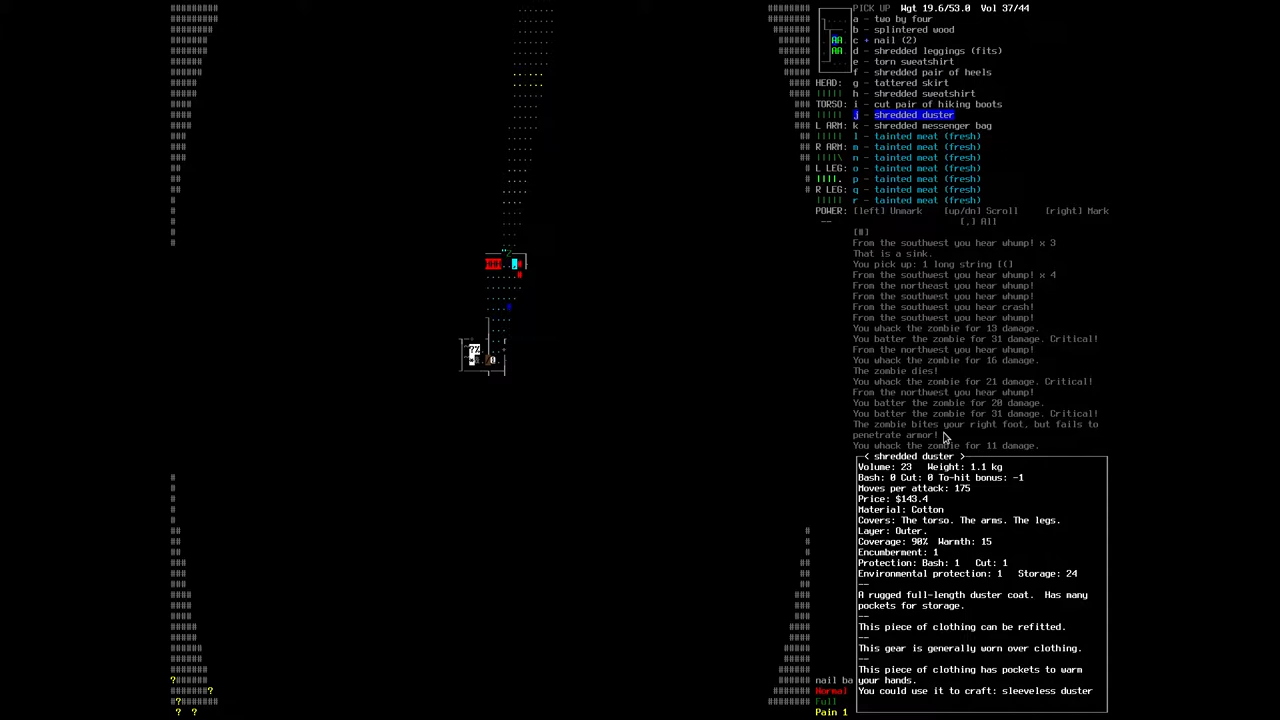 PICK UP  Wgt 19.6/53.0  Vol 37/44
a - two by four
b - splintered wood
c + nail (2)
d - shredded leggings (fits)
e - torn sweatshirt
f - shredded pair of heels
HEAD: g - tattered skirt
h - shredded sweatshirt
TORSO: i - cut pair of hiking boots
j - shredded duster
L ARM: k - shredded messenger bag
l - tainted meat (fresh)
R ARM: m - tainted meat (fresh)
n - tainted meat (fresh)
L LEG: o - tainted meat (fresh)
p - tainted meat (fresh)
R LEG: q - tainted meat (fresh)
r - tainted meat (fresh)
POWER: [left] Unmark  [up/dn] Scroll  [right] Mark
-- [,] All
From the southwest you hear whump! x 3
That is a sink.
You pick up: 1 long string [(]
From the southwest you hear whump! x 4
From the northeast you hear whump!
From the southwest you hear whump!
From the southwest you hear crash!
From the southwest you hear whump!
You whack the zombie for 13 damage.
You batter the zombie for 31 damage. Critical!
From the northwest you hear whump!
You whack the zombie for 16 damage.
The zombie dies!
You whack the zombie for 21 damage. Critical!
From the northwest you hear whump!
You batter the zombie for 20 damage.
You batter the zombie for 31 damage. Critical!
The zombie bites your right foot, but fails to
penetrate armor!
You whack the zombie for 11 damage.
< shredded duster >
Volume: 23  Weight: 1.1 kg
Bash: 0 Cut: 0 To-hit bonus: -1
Moves per attack: 175
Price: $143.4
Material: Cotton
Covers: The torso. The arms. The legs.
Layer: Outer.
Coverage: 90%  Warmth: 15
Encumberment: 1
Protection: Bash: 1  Cut: 1
Environmental protection: 1  Storage: 24
--
A rugged full-length duster coat.  Has many
pockets for storage.
--
This piece of clothing can be refitted.
--
This gear is generally worn over clothing.
--
This piece of clothing has pockets to warm
your hands.
You could use it to craft: sleeveless duster
nail ba
Normal
Full
Pain 1